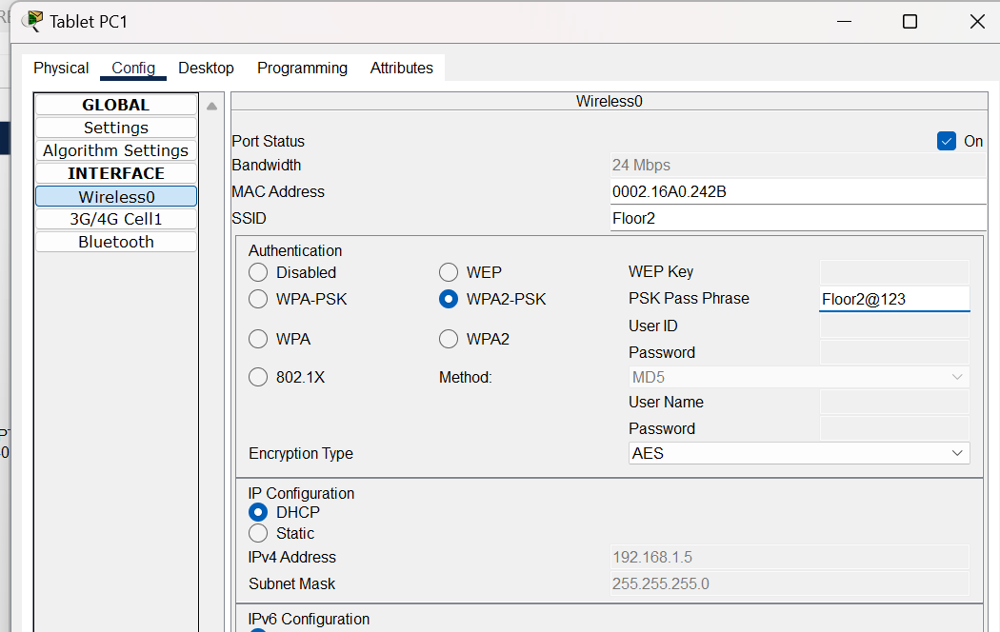 Tablet PC1
Physical Config Desktop Programming Attributes
GLOBAL
Settings
Algorithm Settings
INTERFACE
Wireless0
3G/4G Cell1
Bluetooth
Wireless0
Port Status On
Bandwidth 24 Mbps
MAC Address 0002.16A0.242B
SSID Floor2
Authentication
Disabled WEP WEP Key
WPA-PSK WPA2-PSK PSK Pass Phrase Floor2@123
User ID
WPA WPA2
Password
802.1X Method: MD5
User Name
Password
Encryption Type AES
IP Configuration
DHCP
Static
IPv4 Address 192.168.1.5
Subnet Mask 255.255.255.0
IPv6 Configuration